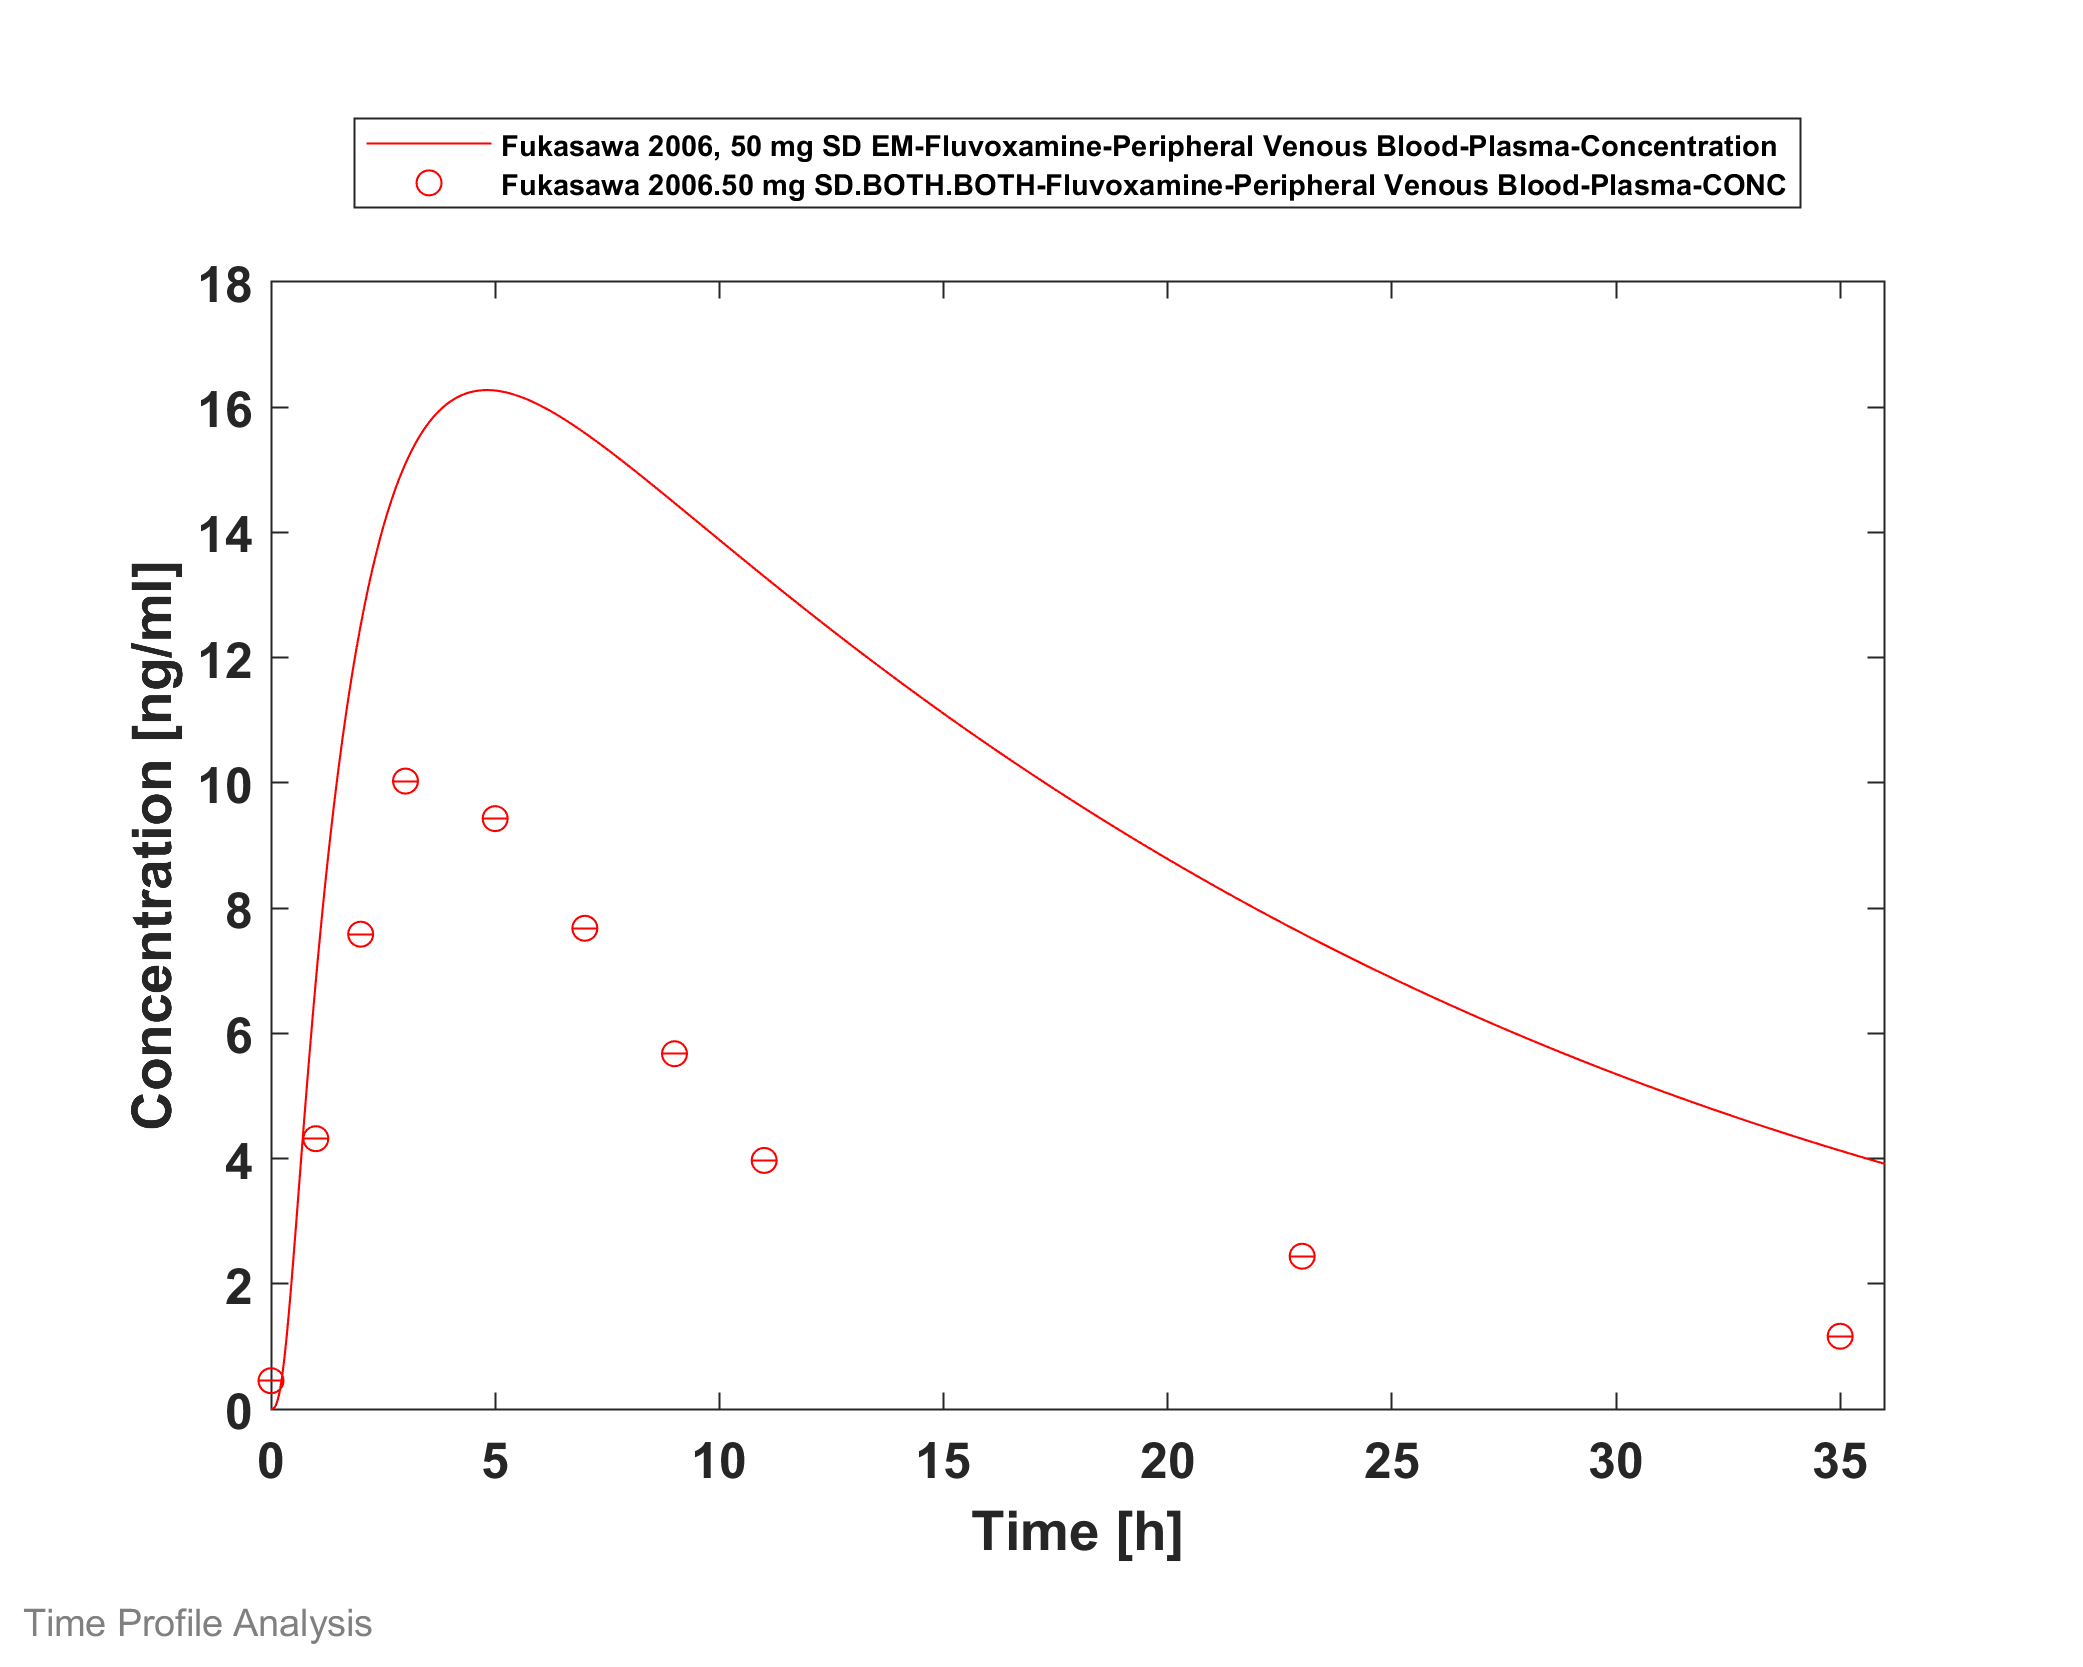 Fukasawa 2006, 50 mg SD EM-Fluvoxamine-Peripheral Venous Blood-Plasma-Concentration
Fukasawa 2006.50 mg SD.BOTH.BOTH-Fluvoxamine-Peripheral Venous Blood-Plasma-CONC
18
16
14
12
10
8
6
4
2
0
Concentration [ng/ml]
0 5 10 15 20 25 30 35
Time [h]
Time Profile Analysis